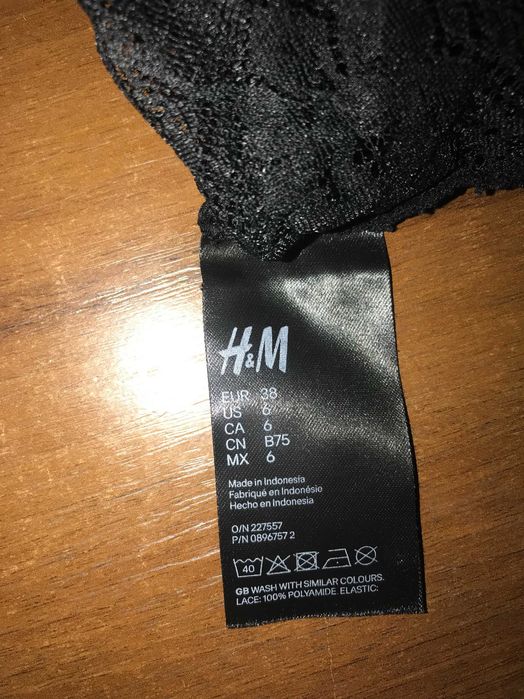 H&M
EUR 38
US 6
CA 6
CN B75
MX 6
Made in Indonesia
Fabriqué en Indonésie
Hecho en Indonesia
O/N 227557
P/N 0896757 2
40
GB WASH WITH SIMILAR COLOURS.
LACE: 100% POLYAMIDE. ELASTIC: